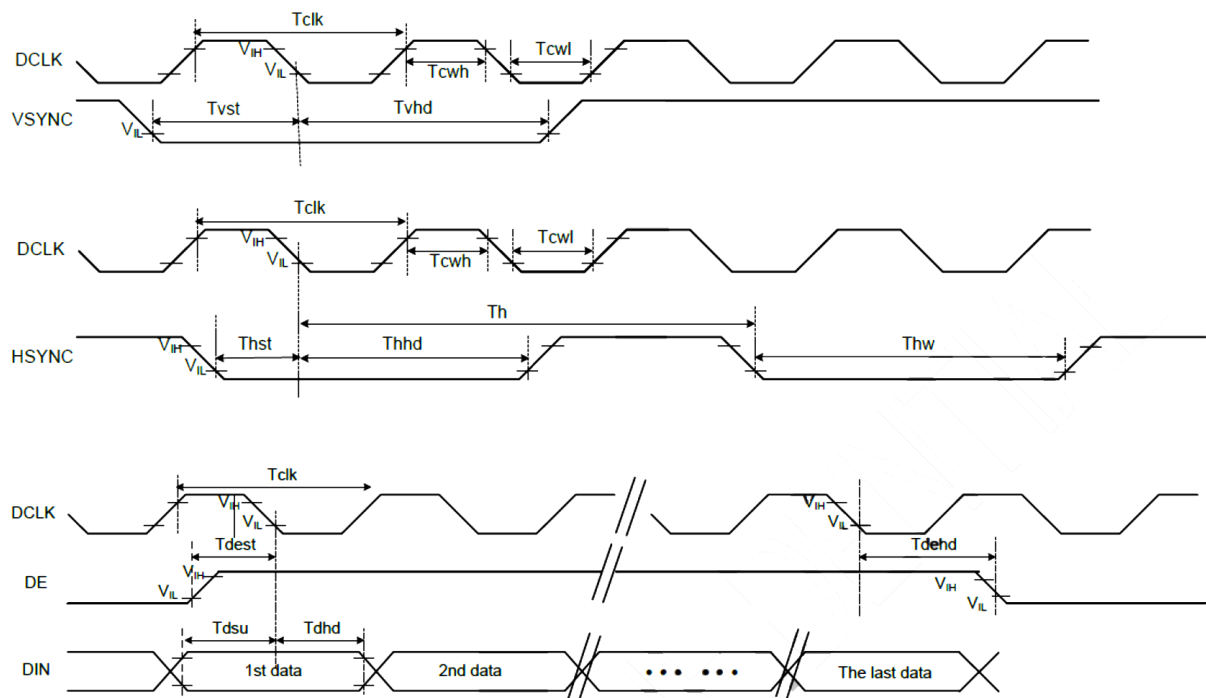 Tclk
DCLK VIH VIL Tcwh Tcwl
VSYNC VIL Tvst Tvhd
Tclk
DCLK VIH VIL Tcwh Tcwl
Th
HSYNC VIH VIL Thst Thhd Thw
Tclk
DCLK VIH VIL VIH VIL
Tdest Tdehd
DE VIH VIL VIH VIL
Tdsu Tdhd
DIN 1st data 2nd data ••• ••• The last data